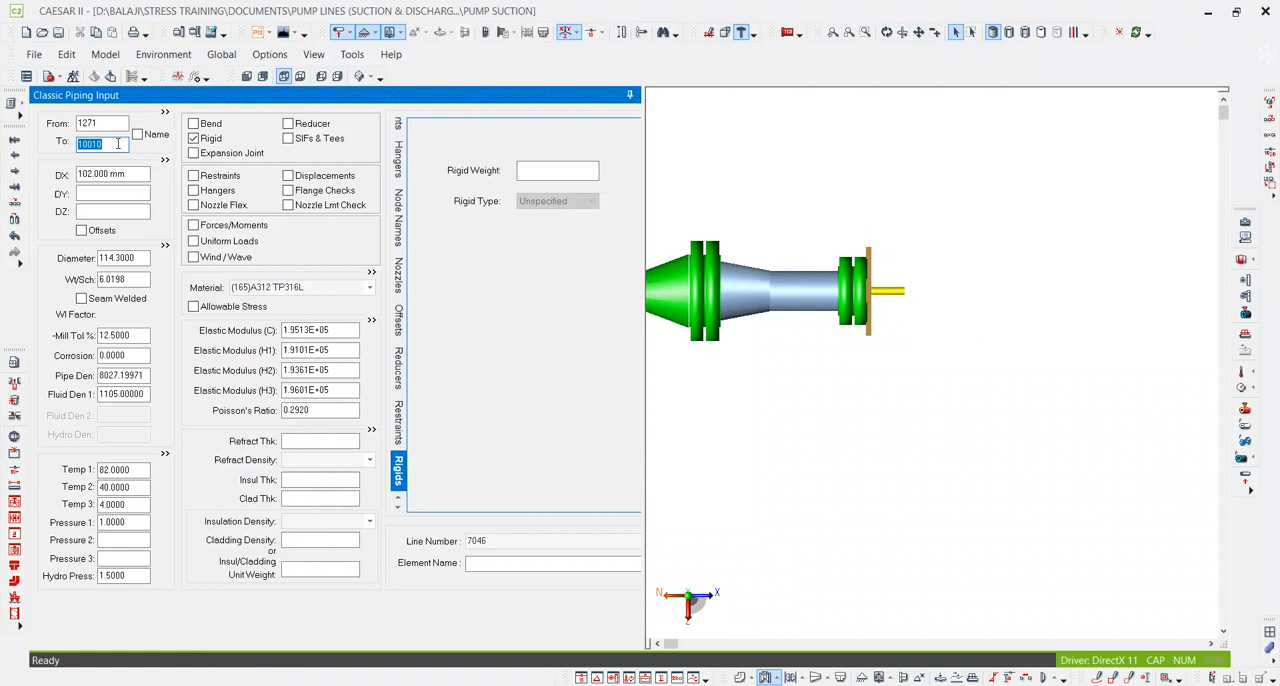 CAESAR II - [D:\BALAJI\STRESS TRAINING\DOCUMENTS\PUMP LINES (SUCTION & DISCHARG...\PUMP SUCTION]
File Edit Model Environment Global Options Tools Help
Classic Piping Input
From: 1271
To: 10010
Name
DX: 102.000 mm
DY:
DZ:
Offsets
Diameter: 114.3000
Wt/Sch: 6.0198
Seam Welded
Wl Factor:
-Mill Tol %: 12.5000
Corrosion: 0.0000
Pipe Den: 8027.19971
Fluid Den 1: 1105.00000
Fluid Den 2:
Hydro Den:
Temp 1: 82.0000
Temp 2: 40.0000
Temp 3: 4.0000
Pressure 1: 1.0000
Pressure 2:
Pressure 3:
Hydro Press: 1.5000
Bend Reducer
Rigid SIFs & Tees
Expansion Joint
Restraints Displacements
Hangers Flange Checks
Nozzle Flex. Nozzle Lmt Check
Forces/Moments
Uniform Loads
Wind / Wave
Material: (165)A312 TP316L
Allowable Stress
Elastic Modulus (C): 1.9513E+05
Elastic Modulus (H1): 1.9101E+05
Elastic Modulus (H2): 1.9361E+05
Elastic Modulus (H3): 1.9601E+05
Poisson's Ratio: 0.2920
Refract Thk:
Refract Density:
Insul Thk:
Clad Thk:
Insulation Density:
Cladding Density:
or
Insul/Cladding
Unit Weight:
nts
Hangers
Node Names
Nozzles
Offsets
Reducers
Restraints
Rigids
Rigid Weight:
Rigid Type: Unspecified
Line Number: 7046
Element Name:
N X
Z
Ready
Driver: DirectX 11 CAP NUM